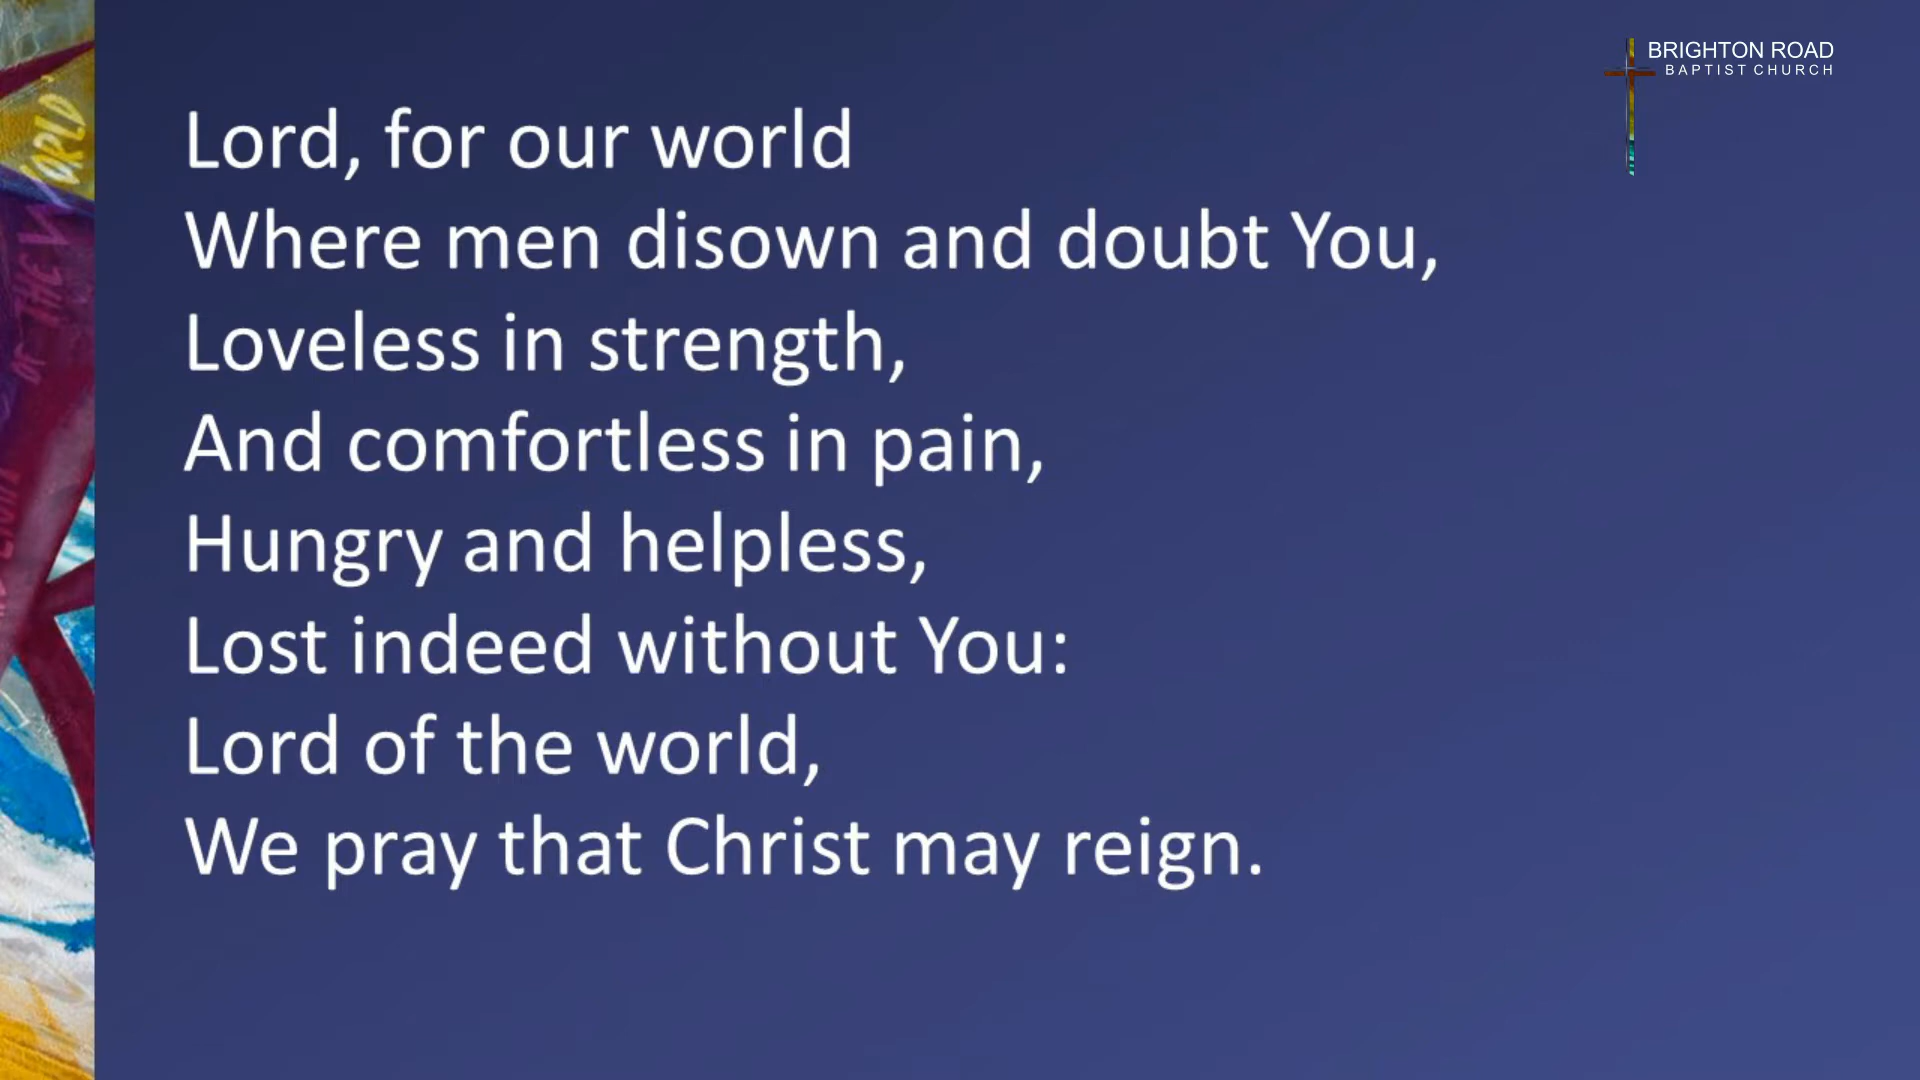 BRIGHTON ROAD
BAPTIST CHURCH
Lord, for our world
Where men disown and doubt You,
Loveless in strength,
And comfortless in pain,
Hungry and helpless,
Lost indeed without You:
Lord of the world,
We pray that Christ may reign.
OF THE